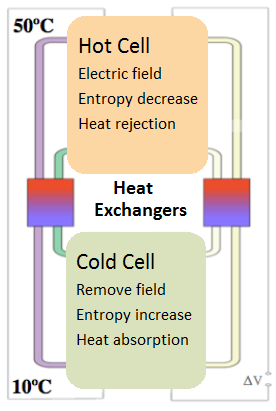 50ºC
Hot Cell
Electric field
Entropy decrease
Heat rejection
Heat
Exchangers
Cold Cell
Remove field
Entropy increase
Heat absorption
10ºC
ΔV